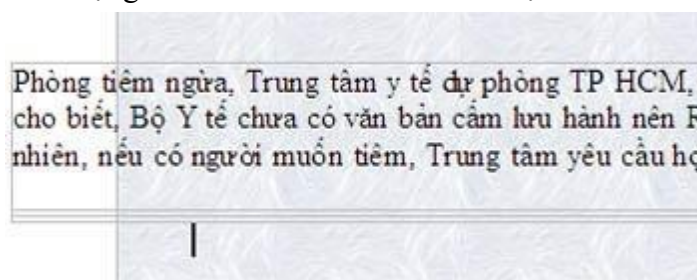 Phòng tiêm ngừa, Trung tâm y tế dự phòng TP HCM,
cho biết, Bộ Y tế chưa có văn bản cấm lưu hành nên
nhiên, nếu có người muốn tiêm, Trung tâm yêu cầu